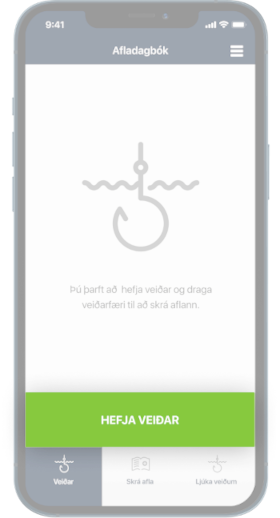 9:41
Afladagbók
Þú þarft að hefja veiðar og draga
veiðarfæri til að skrá aflann.
HEFJA VEIÐAR
Veiðar
Skrá afla
Ljúka veiðum